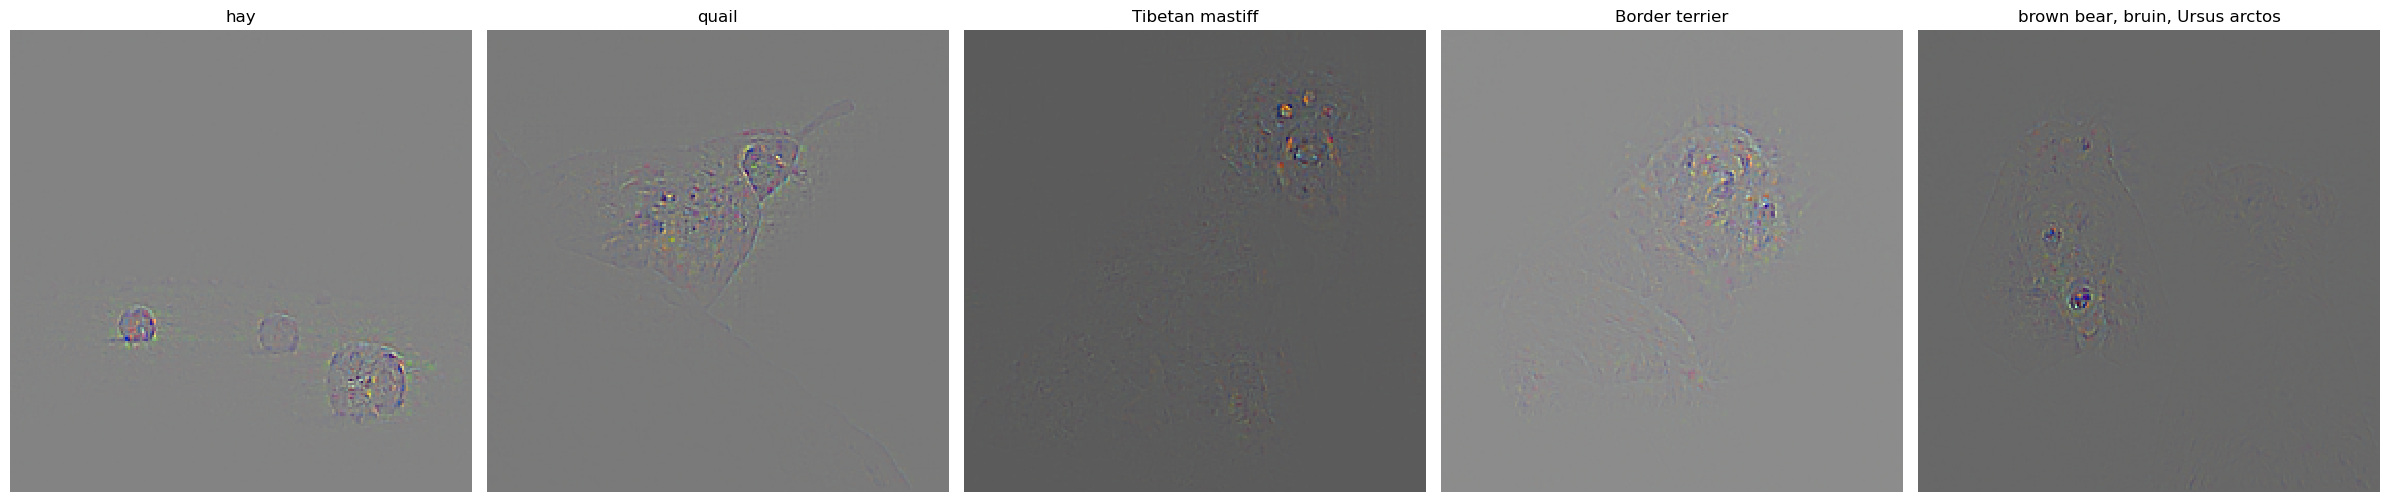 hay
quail
Tibetan mastiff
Border terrier
brown bear, bruin, Ursus arctos